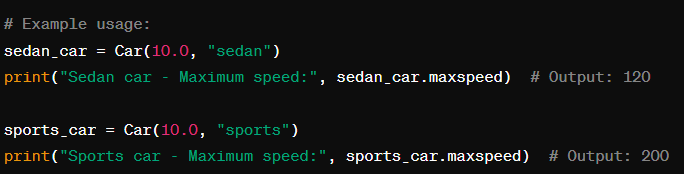 # Example usage:
sedan_car = Car(10.0, "sedan")
print("Sedan car - Maximum speed:", sedan_car.maxspeed)  # Output: 120
sports_car = Car(10.0, "sports")
print("Sports car - Maximum speed:", sports_car.maxspeed)  # Output: 200